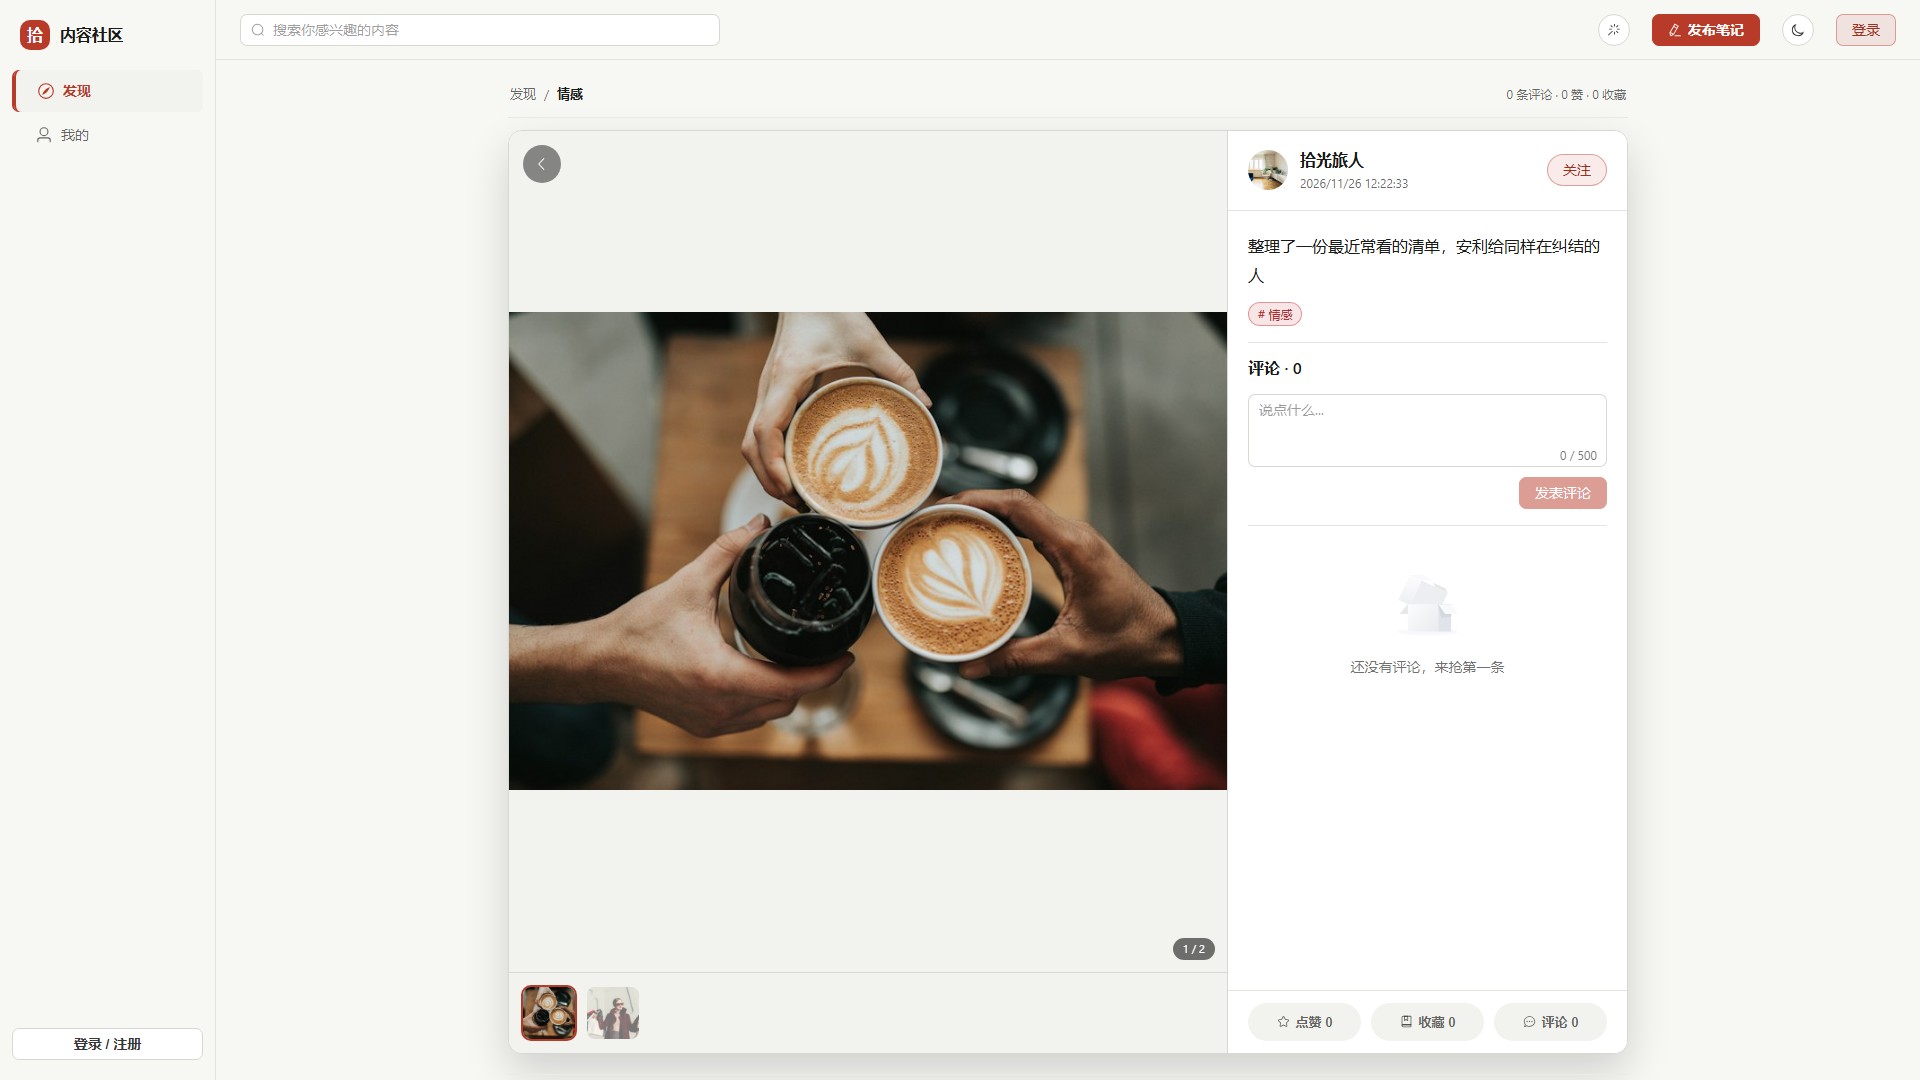 拾 内容社区
搜索你感兴趣的内容
发布笔记
登录
发现
我的
发现 / 情感
0 条评论 · 0 赞 · 0 收藏
拾光旅人
2026/11/26 12:22:33
关注
整理了一份最近常看的清单，安利给同样在纠结的
人
# 情感
评论 · 0
说点什么...
0 / 500
发表评论
还没有评论，来抢第一条
1 / 2
点赞 0
收藏 0
评论 0
登录 / 注册